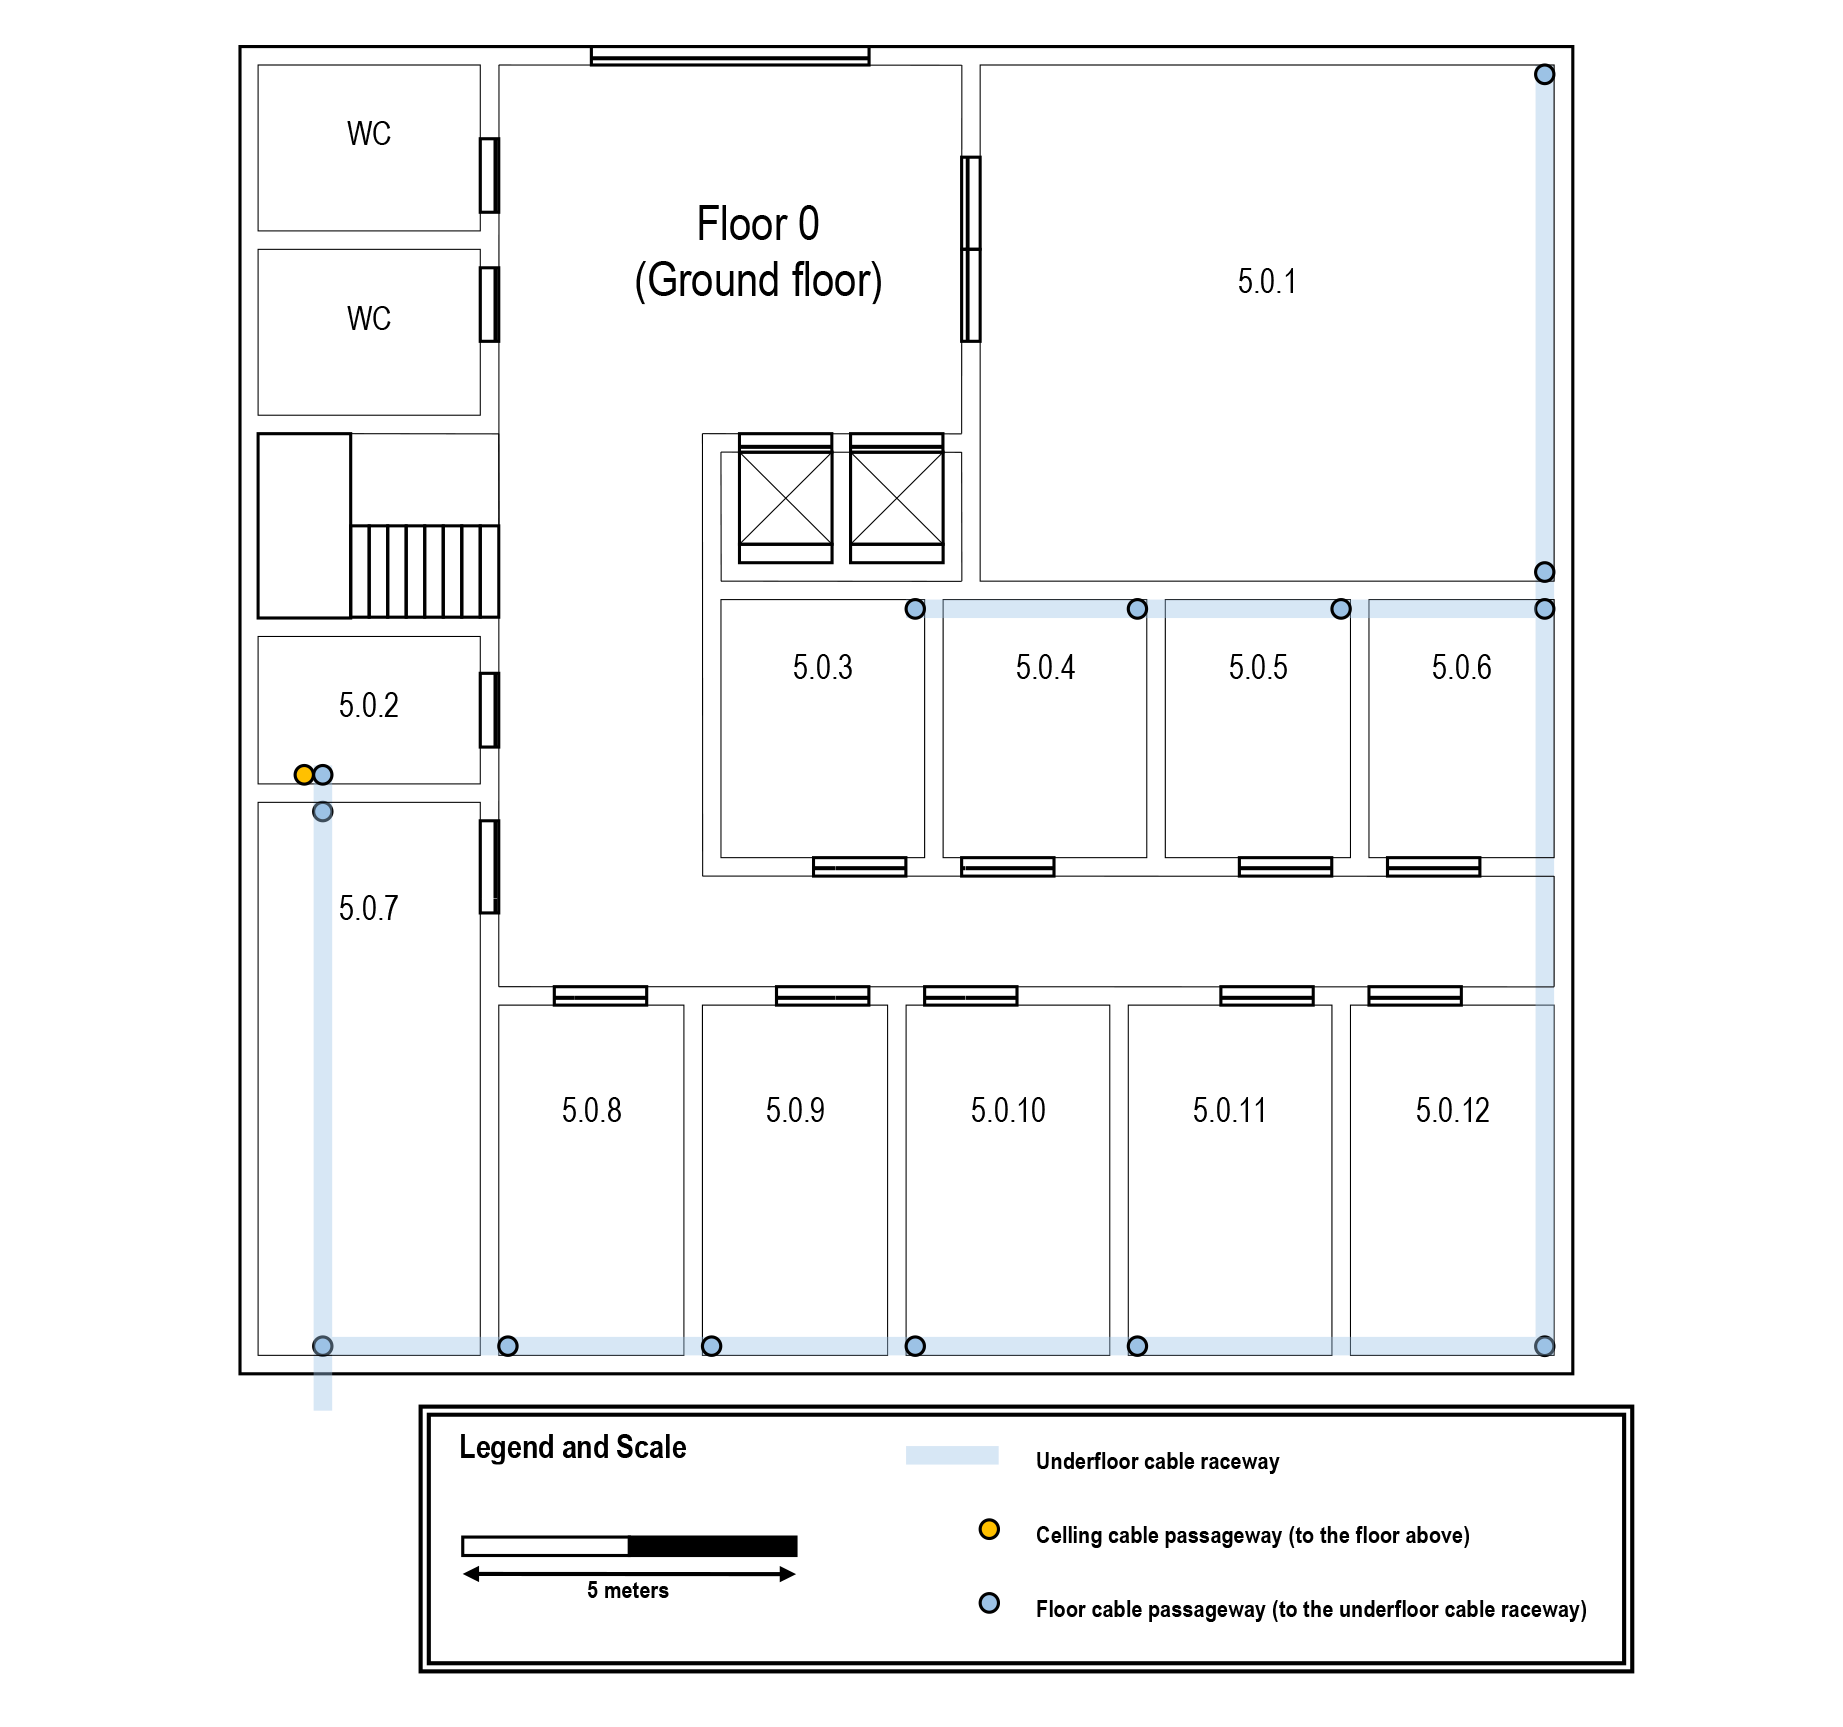 WC
Floor 0
(Ground floor)
5.0.1
WC
5.0.3
5.0.4
5.0.5
5.0.6
5.0.2
5.0.7
5.0.8
5.0.9
5.0.10
5.0.11
5.0.12
Legend and Scale
5 meters
Underfloor cable raceway
Celling cable passageway (to the floor above)
Floor cable passageway (to the underfloor cable raceway)